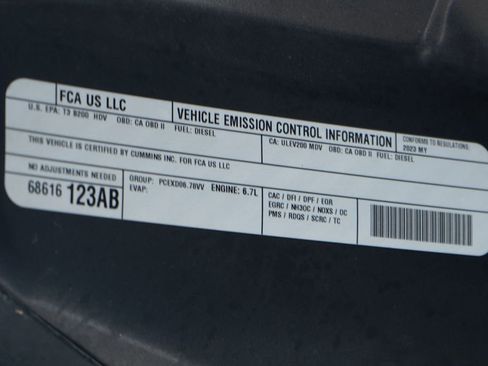 FCA US LLC
VEHICLE EMISSION CONTROL INFORMATION
CONFORMS TO REGULATIONS:
2023 MY
U.S. EPA: T3 B200 HDV OBD: CA OBD II FUEL: DIESEL
CA: ULEV200 MDV OBD: CA OBD II FUEL: DIESEL
THIS VEHICLE IS CERTIFIED BY CUMMINS INC. FOR FCA US LLC
NO ADJUSTMENTS NEEDED
68616 123AB
GROUP: PCEXD06.78VV ENGINE: 6.7L
EVAP:
CAC / DFI / DPF / EGR
EGRC / NH3OC / NOXS / OC
PMS / RDQS / SCRC / TC